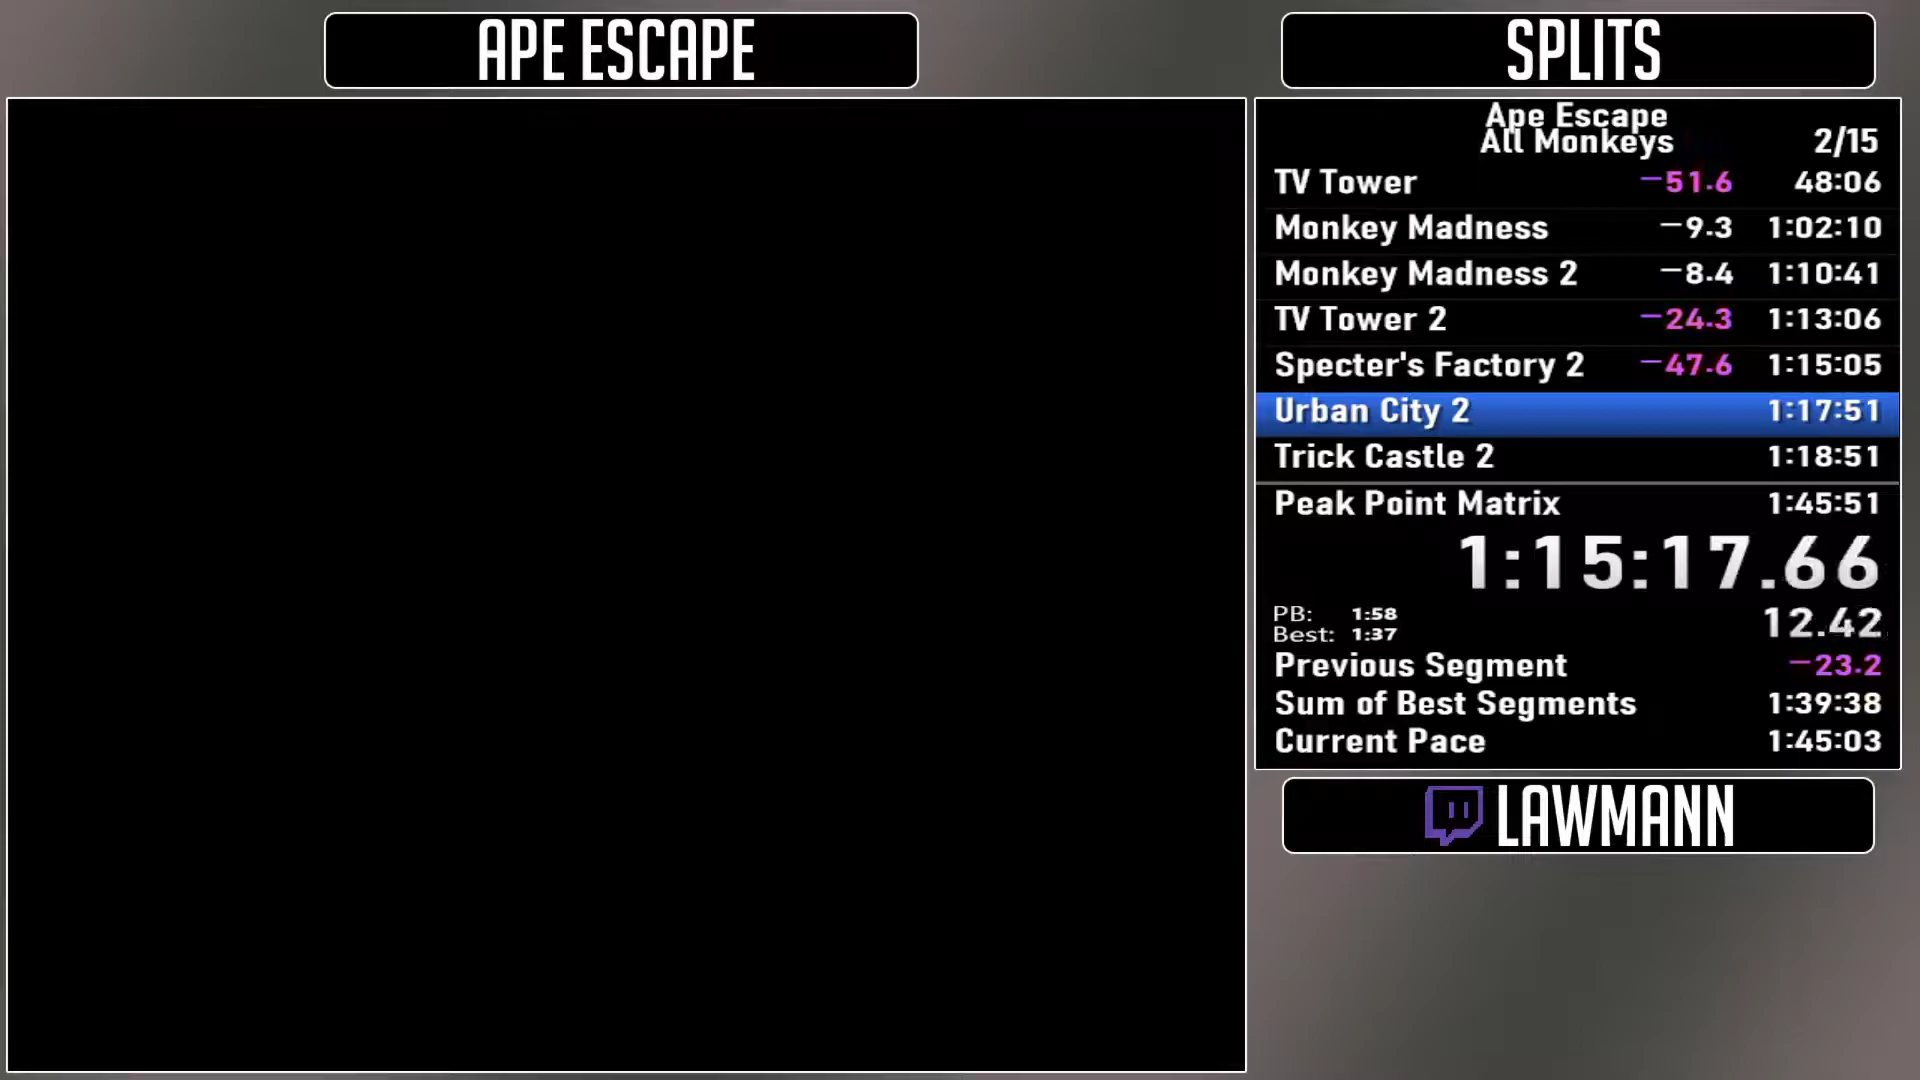 APE ESCAPE
SPLITS
Ape Escape
All Monkeys 2/15
TV Tower −51.6 48:06
Monkey Madness −9.3 1:02:10
Monkey Madness 2 −8.4 1:10:41
TV Tower 2 −24.3 1:13:06
Specter's Factory 2 −47.6 1:15:05
Urban City 2 1:17:51
Trick Castle 2 1:18:51
Peak Point Matrix 1:45:51
1:15:17.66
PB: 1:58 12.42
Best: 1:37
Previous Segment −23.2
Sum of Best Segments 1:39:38
Current Pace 1:45:03
LAWMANN